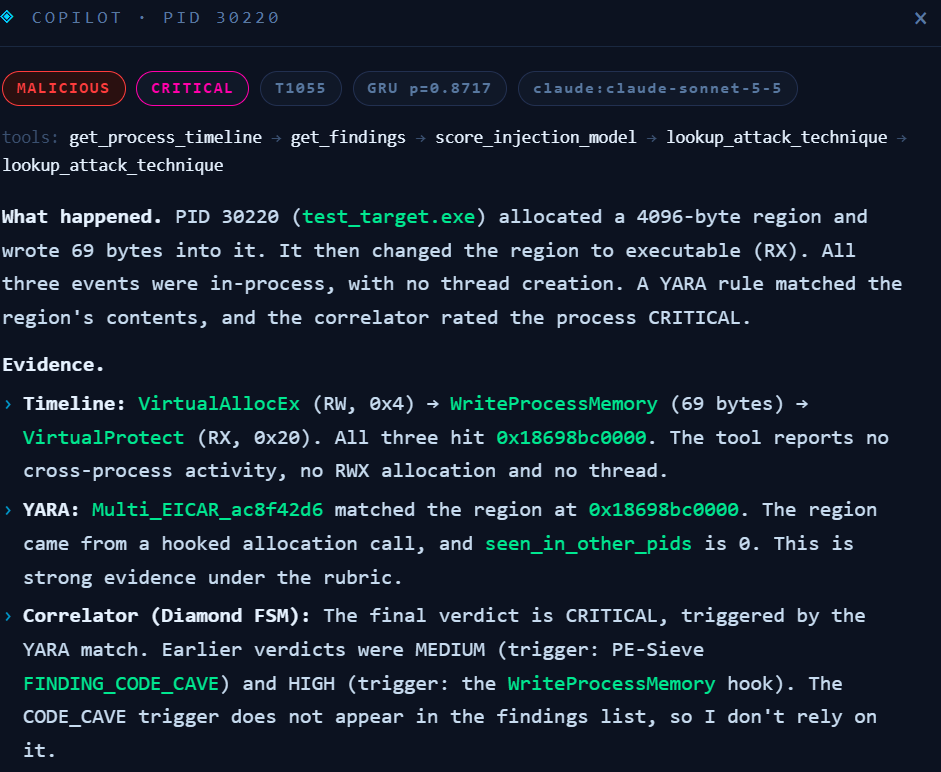 COPILOT · PID 30220 ×
MALICIOUS CRITICAL T1055 GRU p=0.8717 claude:claude-sonnet-5-5
tools: get_process_timeline → get_findings → score_injection_model → lookup_attack_technique →
lookup_attack_technique
What happened. PID 30220 (test_target.exe) allocated a 4096-byte region and
wrote 69 bytes into it. It then changed the region to executable (RX). All
three events were in-process, with no thread creation. A YARA rule matched the
region's contents, and the correlator rated the process CRITICAL.
Evidence.
› Timeline: VirtualAllocEx (RW, 0x4) → WriteProcessMemory (69 bytes) →
VirtualProtect (RX, 0x20). All three hit 0x18698bc0000. The tool reports no
cross-process activity, no RWX allocation and no thread.
› YARA: Multi_EICAR_ac8f42d6 matched the region at 0x18698bc0000. The region
came from a hooked allocation call, and seen_in_other_pids is 0. This is
strong evidence under the rubric.
› Correlator (Diamond FSM): The final verdict is CRITICAL, triggered by the
YARA match. Earlier verdicts were MEDIUM (trigger: PE-Sieve
FINDING_CODE_CAVE) and HIGH (trigger: the WriteProcessMemory hook). The
CODE_CAVE trigger does not appear in the findings list, so I don't rely on
it.